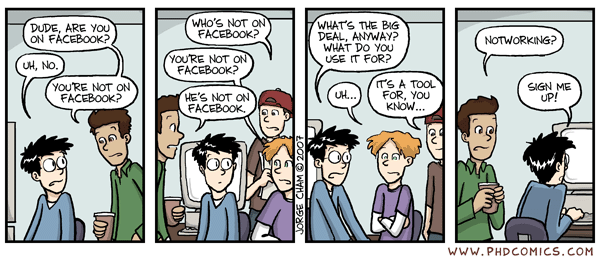 DUDE, ARE YOU
ON FACEBOOK?
UH, NO.
YOU'RE NOT ON
FACEBOOK?
WHO'S NOT ON
FACEBOOK?
YOU'RE NOT ON
FACEBOOK?
HE'S NOT ON
FACEBOOK.
JORGE CHAM © 2007
WHAT'S THE BIG
DEAL, ANYWAY?
WHAT DO YOU
USE IT FOR?
UH...
IT'S A TOOL
FOR, YOU
KNOW...
NOTWORKING?
SIGN ME
UP!
WWW.PHDCOMICS.COM